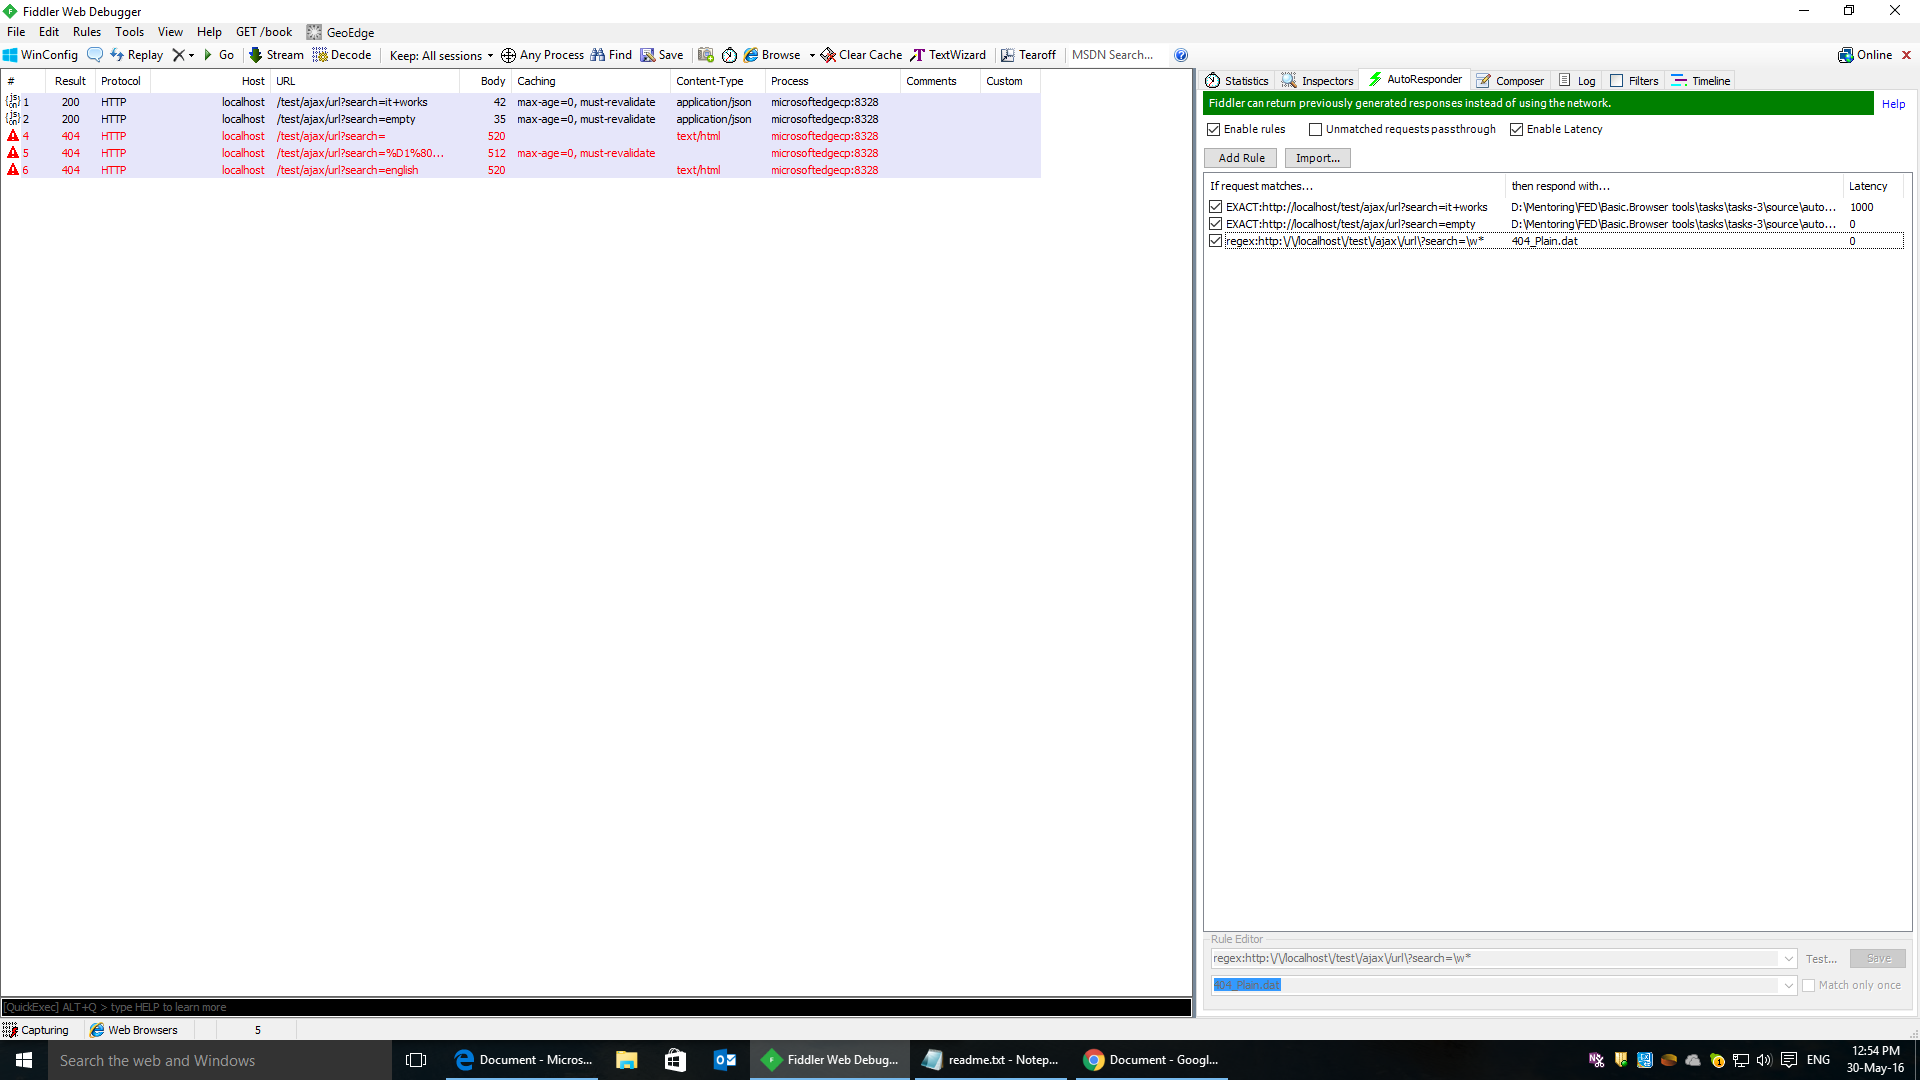 Fiddler Web Debugger
File Edit Rules Tools View Help GET /book GeoEdge
WinConfig Replay Go Stream Decode Keep: All sessions Any Process Find Save Browse Clear Cache TextWizard Tearoff MSDN Search... Online
# Result Protocol Host URL Body Caching Content-Type Process Comments Custom
1 200 HTTP localhost /test/ajax/url?search=it+works 42 max-age=0, must-revalidate application/json microsoftedgecp:8328
2 200 HTTP localhost /test/ajax/url?search=empty 35 max-age=0, must-revalidate application/json microsoftedgecp:8328
4 404 HTTP localhost /test/ajax/url?search= 520 text/html microsoftedgecp:8328
5 404 HTTP localhost /test/ajax/url?search=%D1%80... 512 max-age=0, must-revalidate microsoftedgecp:8328
6 404 HTTP localhost /test/ajax/url?search=english 520 text/html microsoftedgecp:8328
Statistics Inspectors AutoResponder Composer Log Filters Timeline
Fiddler can return previously generated responses instead of using the network. Help
Enable rules Unmatched requests passthrough Enable Latency
Add Rule Import...
If request matches... then respond with... Latency
EXACT:http://localhost/test/ajax/url?search=it+works D:\Mentoring\FED\Basic.Browser tools\tasks\tasks-3\source\auto... 1000
EXACT:http://localhost/test/ajax/url?search=empty D:\Mentoring\FED\Basic.Browser tools\tasks\tasks-3\source\auto... 0
regex:http:\/\/localhost\/test\/ajax\/url\?search=\w* 404_Plain.dat 0
Rule Editor
regex:http:\/\/localhost\/test\/ajax\/url\?search=\w* Test... Save
404_Plain.dat Match only once
[QuickExec] ALT+Q > type HELP to learn more
Capturing Web Browsers 5
Search the web and Windows Document - Micros... Fiddler Web Debug... readme.txt - Notep... Document - Googl... ENG 12:54 PM
30-May-16